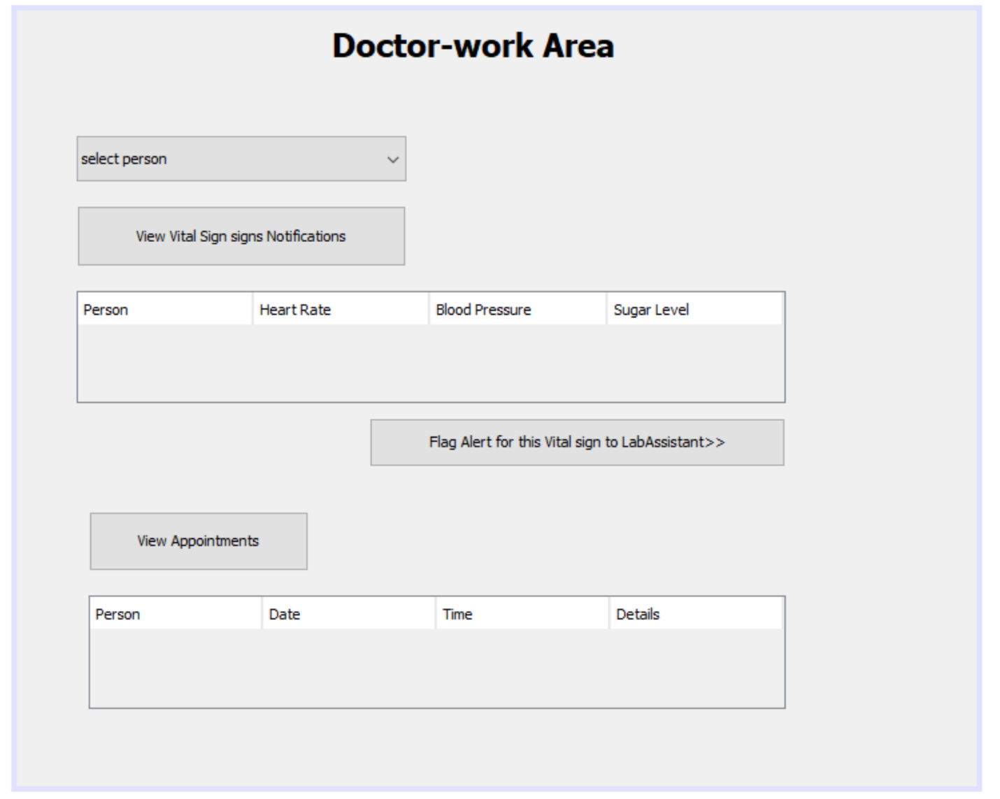 Doctor-work Area
select person
View Vital Sign signs Notifications
Person Heart Rate Blood Pressure Sugar Level
Flag Alert for this Vital sign to LabAssistant>>
View Appointments
Person Date Time Details